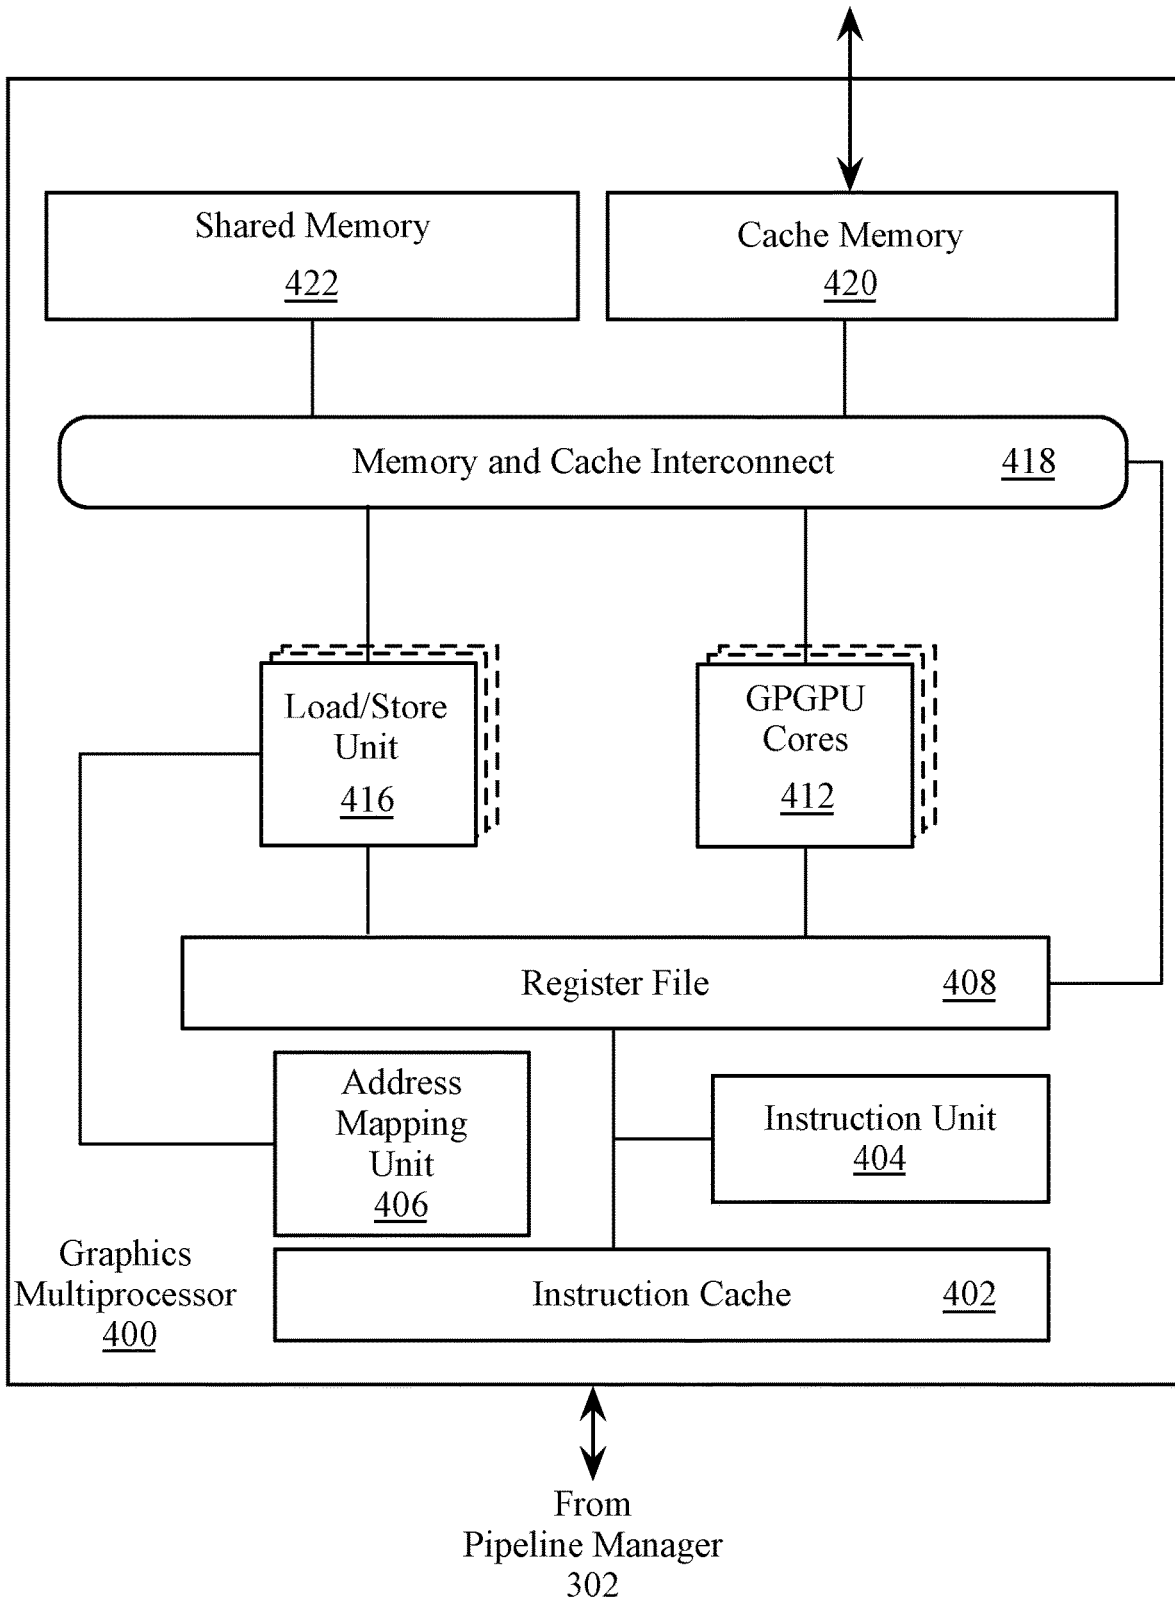 Shared Memory
422
Cache Memory
420
Memory and Cache Interconnect 418
Load/Store
Unit
416
GPGPU
Cores
412
Register File 408
Address
Mapping
Unit
406
Instruction Unit
404
Graphics
Multiprocessor
400
Instruction Cache 402
From
Pipeline Manager
302